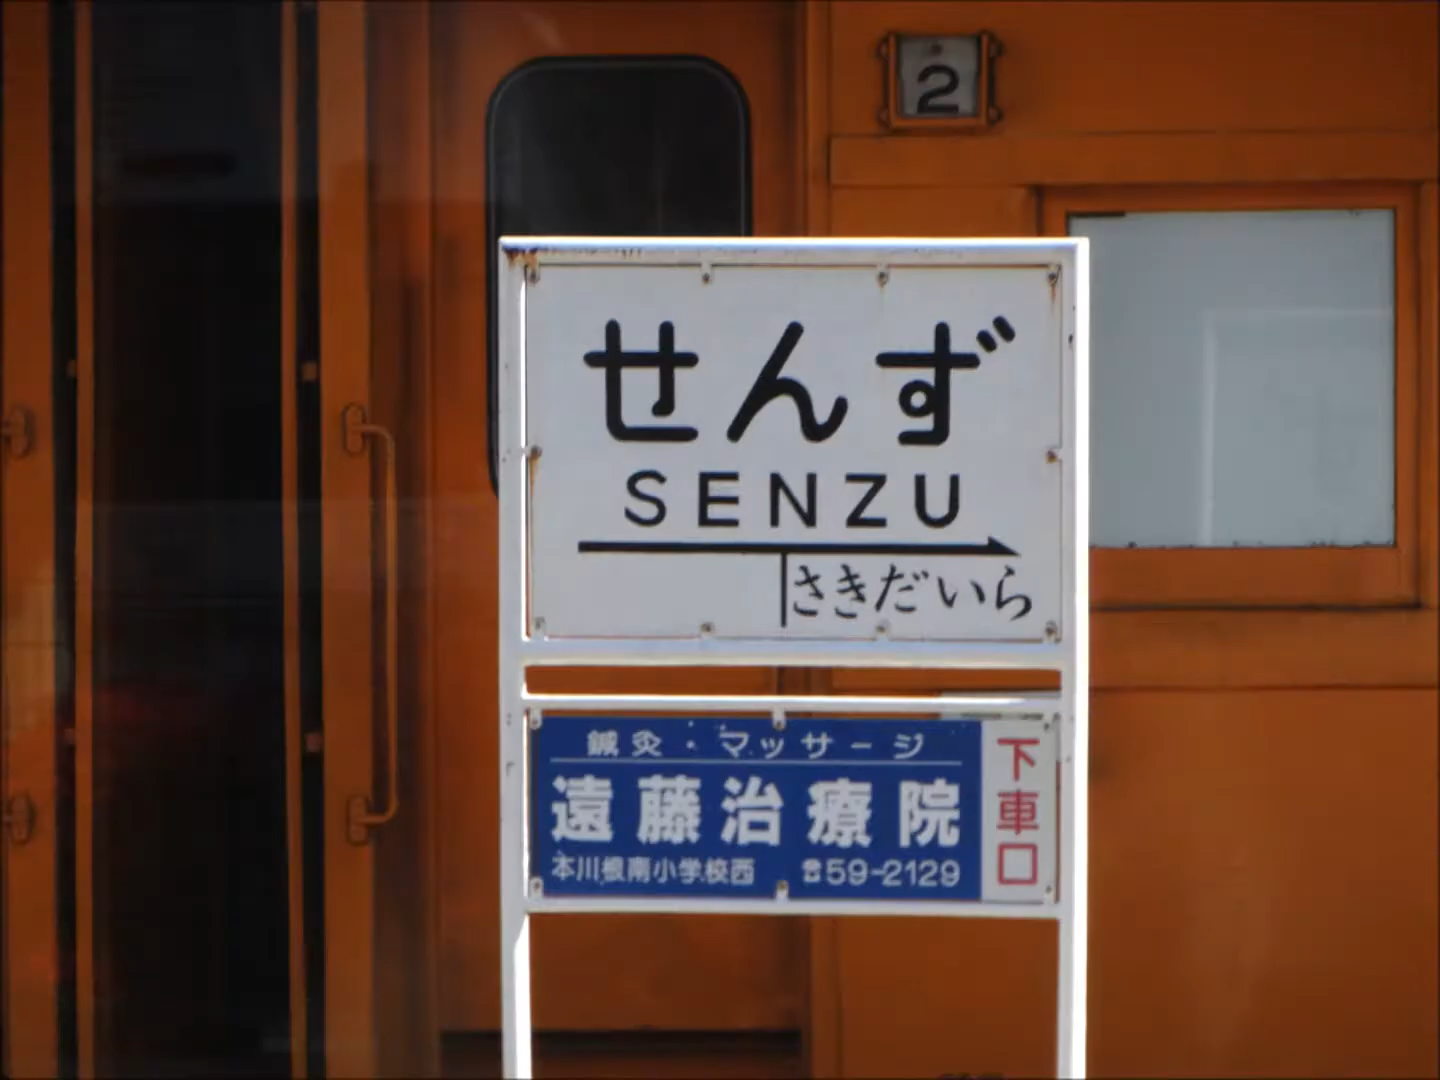 2
せんず
SENZU
さきだいら
鍼灸・マッサージ
遠藤治療院
本川根南小学校西 ☎59-2129
下車口